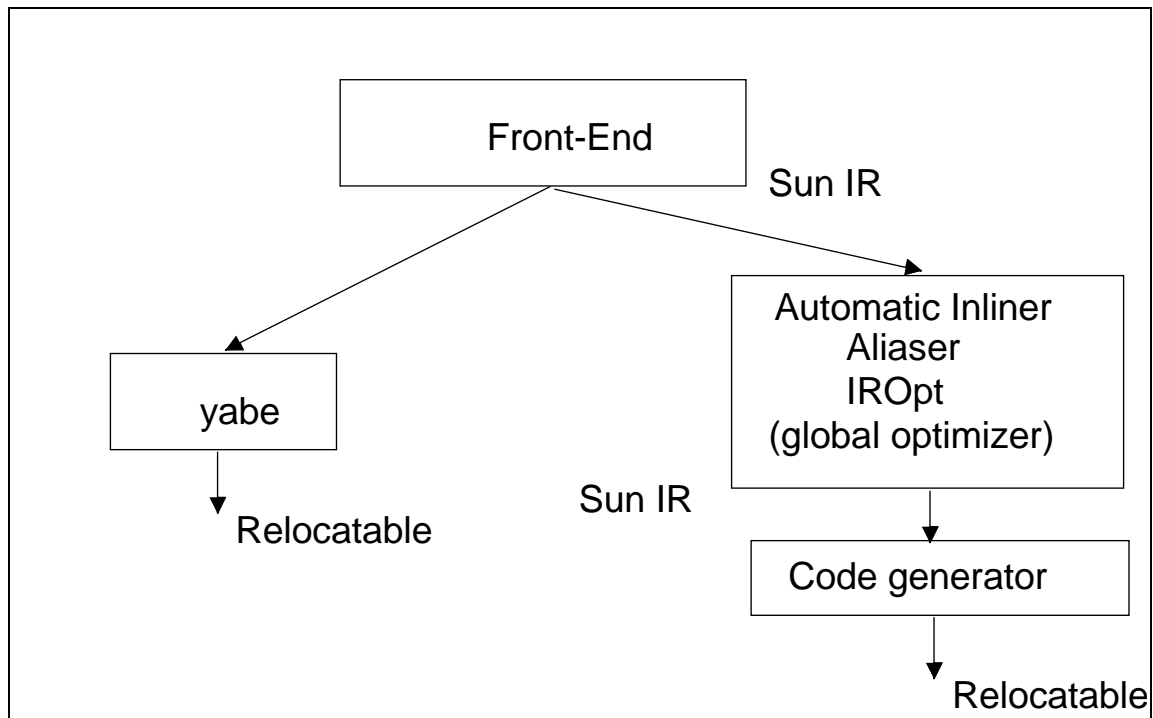 Front-End
Sun IR
Automatic Inliner
Aliaser
IROpt
(global optimizer)
yabe
Sun IR
Relocatable
Code generator
Relocatable